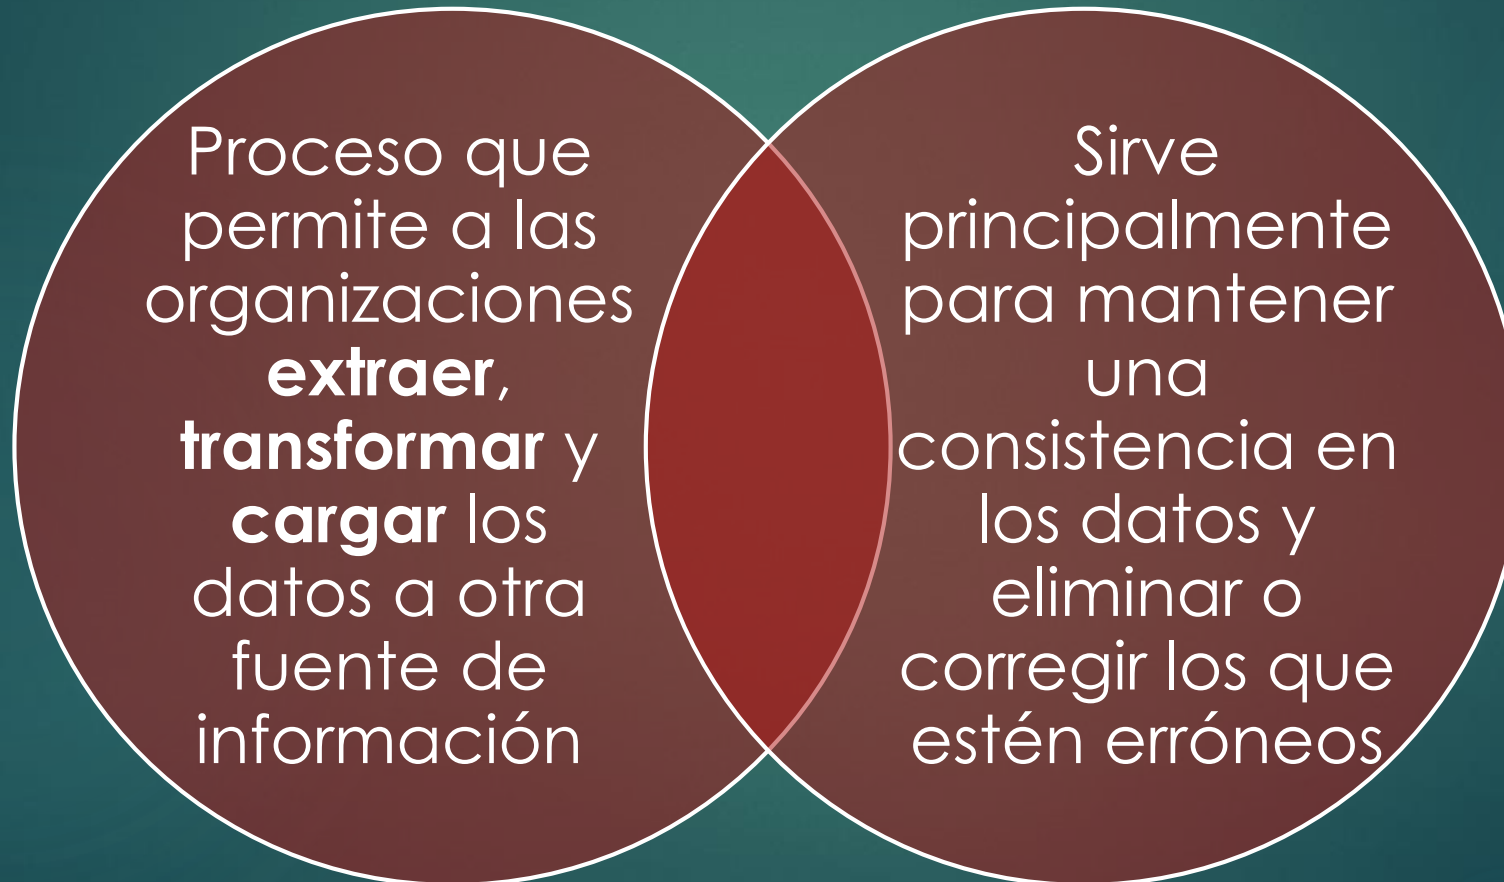 Proceso que
permite a las
organizaciones
extraer,
transformar y
cargar los
datos a otra
fuente de
información
Sirve
principalmente
para mantener
una
consistencia en
los datos y
eliminar o
corregir los que
estén erróneos